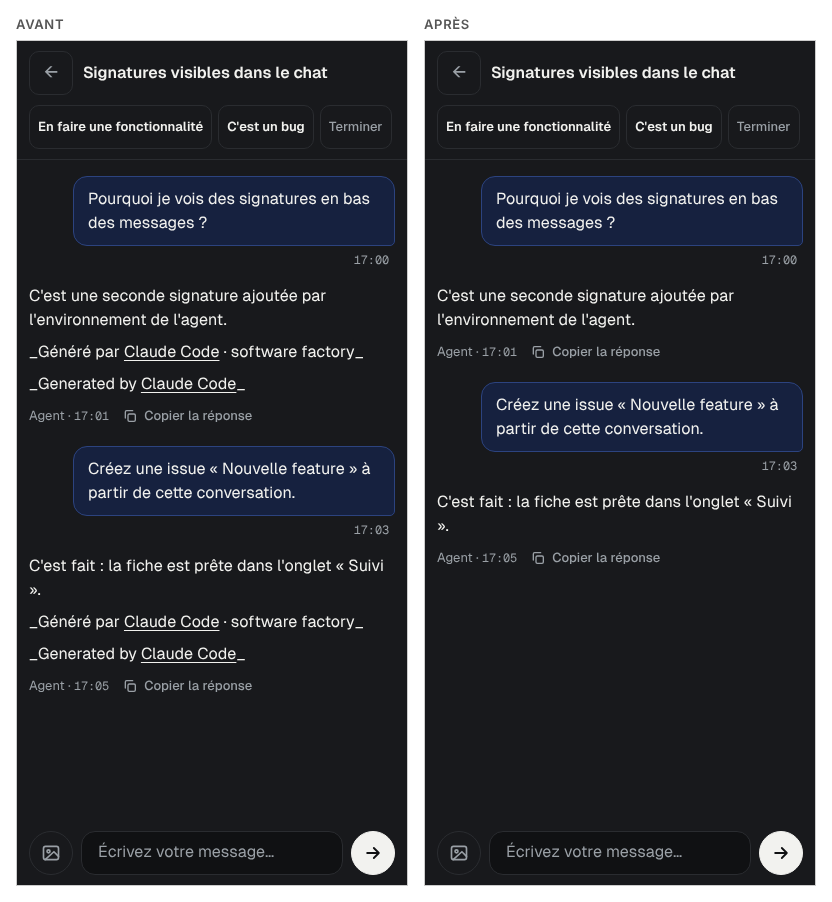 AVANT
Signatures visibles dans le chat
En faire une fonctionnalité
C'est un bug
Terminer
Pourquoi je vois des signatures en bas
des messages ?
17:00
C'est une seconde signature ajoutée par
l'environnement de l'agent.
_Généré par Claude Code · software factory_
_Generated by Claude Code_
Agent · 17:01 Copier la réponse
Créez une issue « Nouvelle feature » à
partir de cette conversation.
17:03
C'est fait : la fiche est prête dans l'onglet « Suivi
».
_Généré par Claude Code · software factory_
_Generated by Claude Code_
Agent · 17:05 Copier la réponse
Écrivez votre message...
APRÈS
Signatures visibles dans le chat
En faire une fonctionnalité
C'est un bug
Terminer
Pourquoi je vois des signatures en bas
des messages ?
17:00
C'est une seconde signature ajoutée par
l'environnement de l'agent.
Agent · 17:01 Copier la réponse
Créez une issue « Nouvelle feature » à
partir de cette conversation.
17:03
C'est fait : la fiche est prête dans l'onglet « Suivi
».
Agent · 17:05 Copier la réponse
Écrivez votre message...